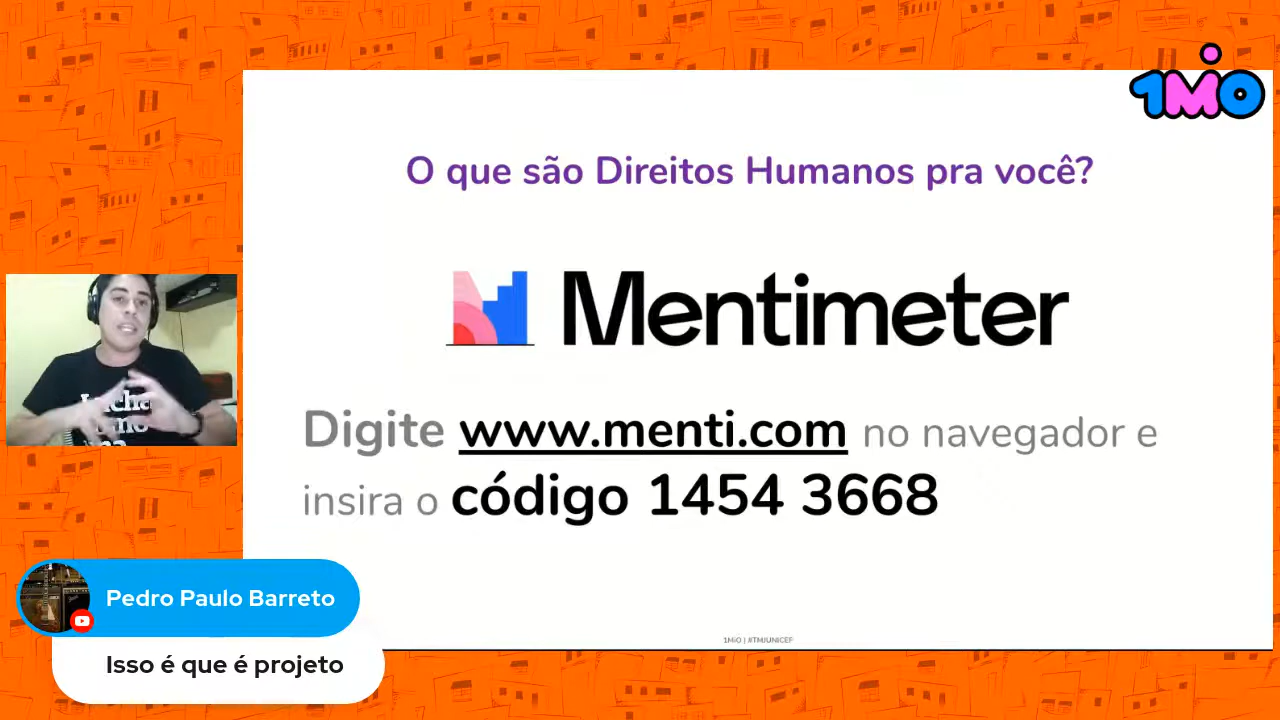 1MiO
O que são Direitos Humanos pra você?
Mentimeter
Digite www.menti.com no navegador e
insira o código 1454 3668
Pedro Paulo Barreto
Isso é que é projeto
1MiO | #TMJUNICEF